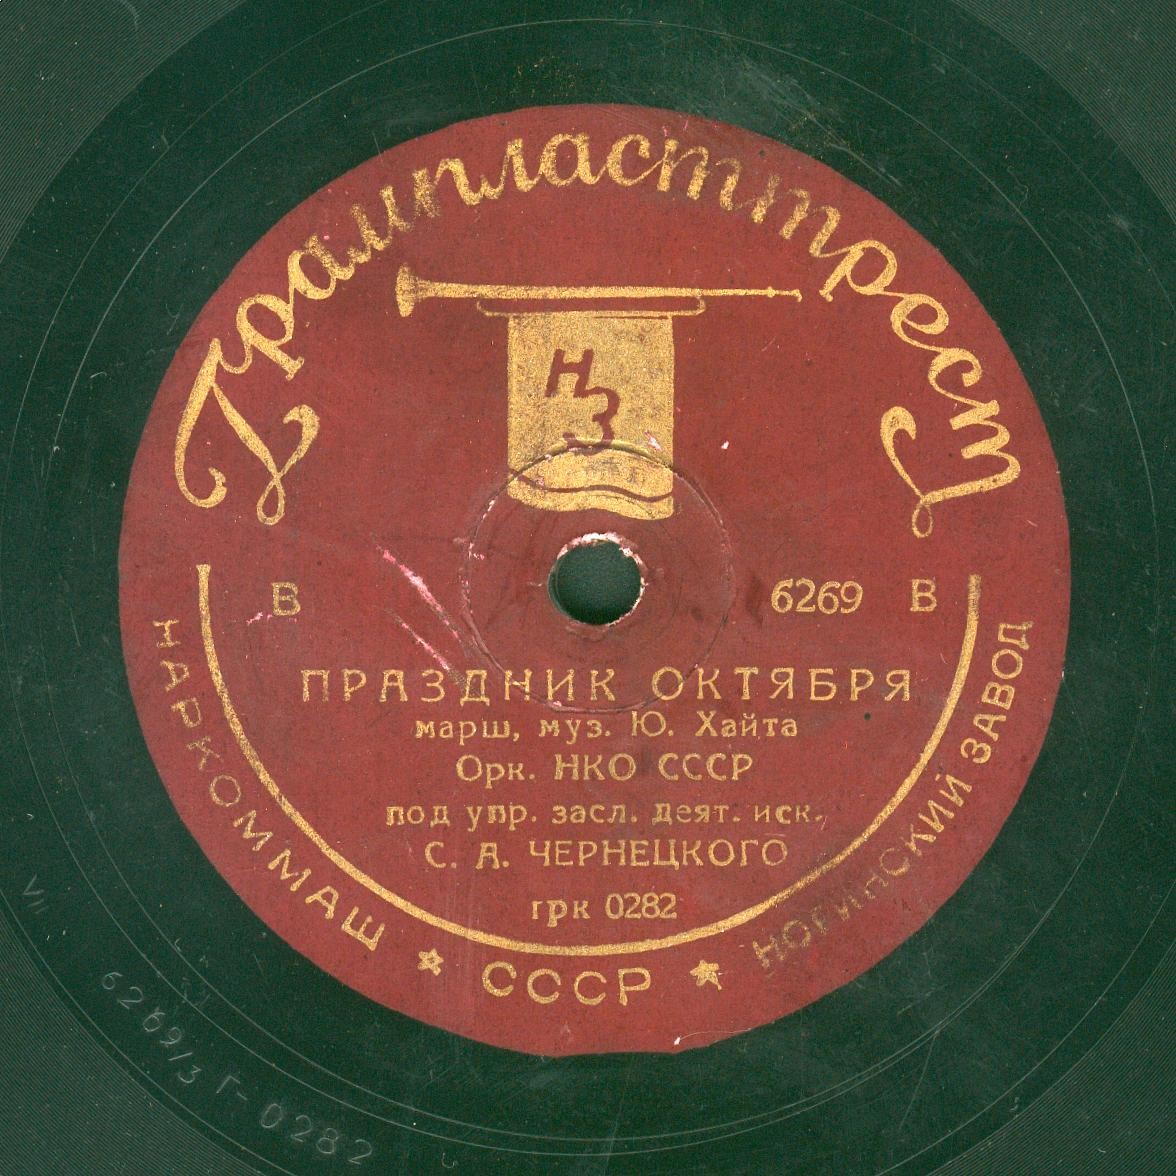 Грампласттрест
НЗ
В 6269 В
ПРАЗДНИК ОКТЯБРЯ
марш, муз. Ю. Хайта
Орк. НКО СССР
под упр. засл. деят. иск.
С. А. ЧЕРНЕЦКОГО
грк 0282
НАРКОММАШ ★ СССР ★ НОГИНСКИЙ ЗАВОД
VII
6269/3 Г-0282